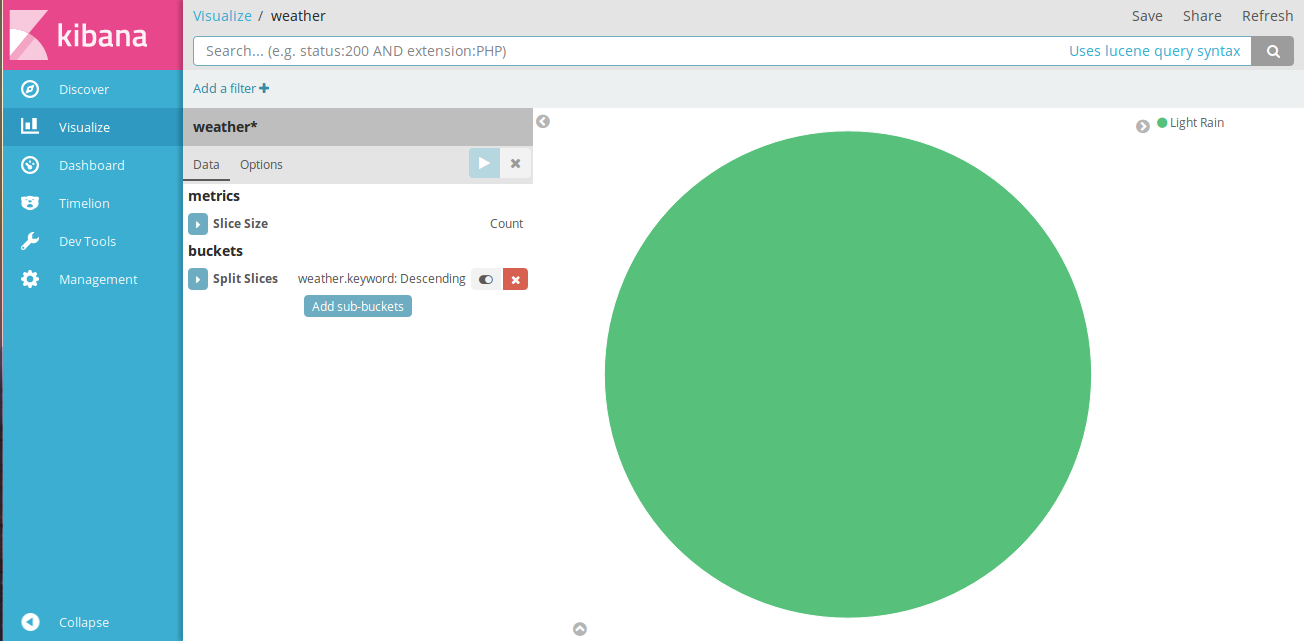 kibana
Discover
Visualize
Dashboard
Timelion
Dev Tools
Management
Collapse
Visualize / weather
Save Share Refresh
Search... (e.g. status:200 AND extension:PHP) Uses lucene query syntax
Add a filter +
weather*
Data Options
metrics
Slice Size Count
buckets
Split Slices weather.keyword: Descending
Add sub-buckets
Light Rain